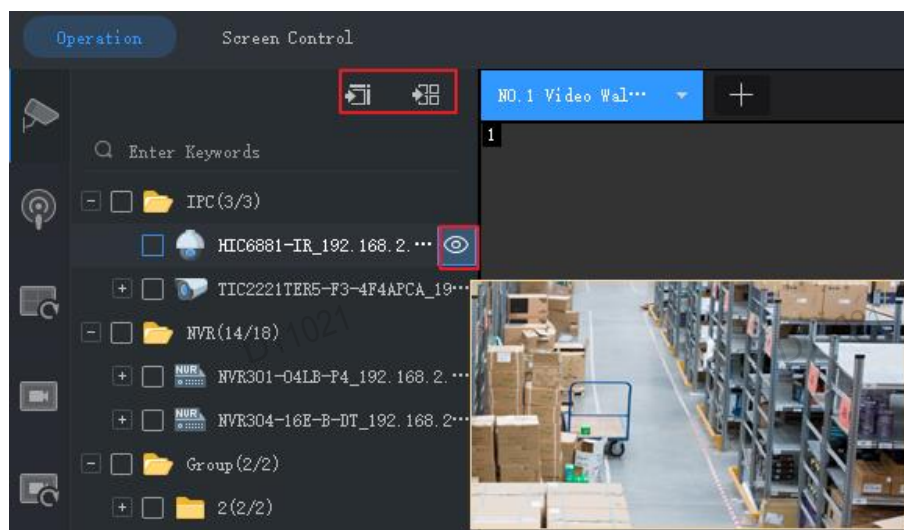 Operation Screen Control
NO.1 Video Wal···
1
Enter Keywords
IPC(3/3)
HIC6881-IR_192.168.2.···
TIC2221TER5-F3-4F4APCA_19···
NVR(14/18)
NVR
NVR301-04LB-P4_192.168.2.···
NVR
NVR304-16E-B-DT_192.168.2···
Group(2/2)
2(2/2)